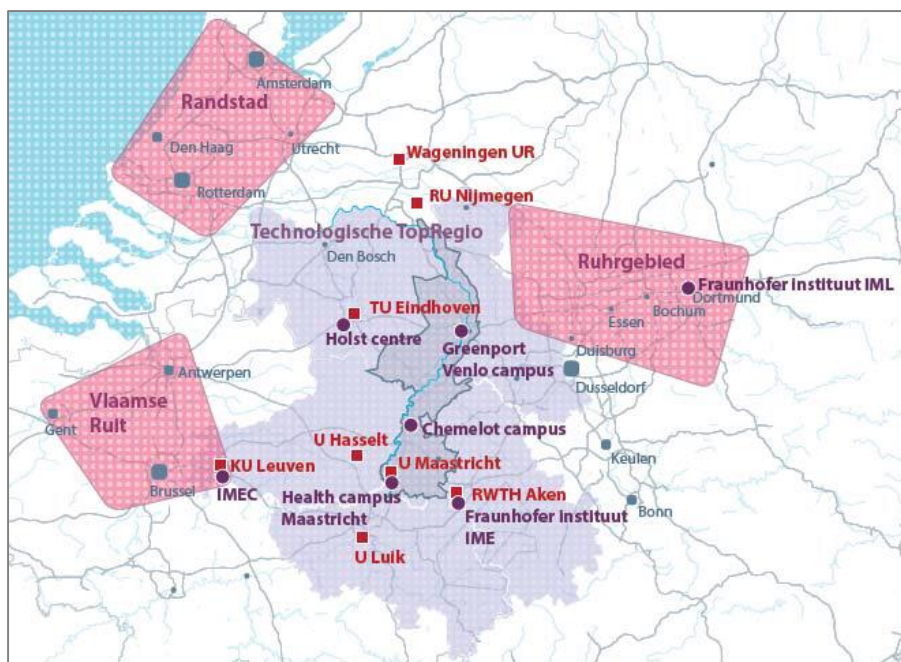 Amsterdam
Randstad
Den Haag
Utrecht
Rotterdam
Wageningen UR
RU Nijmegen
Technologische TopRegio
Den Bosch
Ruhrgebied
Fraunhofer instituut IML
Dortmund
Bochum
Essen
TU Eindhoven
Holst centre
Greenport
Venlo campus
Duisburg
Dusseldorf
Antwerpen
Vlaamse
Ruit
Gent
Chemelot campus
U Hasselt
Keulen
KU Leuven
U Maastricht
Brussel
IMEC
Health campus
Maastricht
RWTH Aken
Fraunhofer instituut
IME
Bonn
U Luik